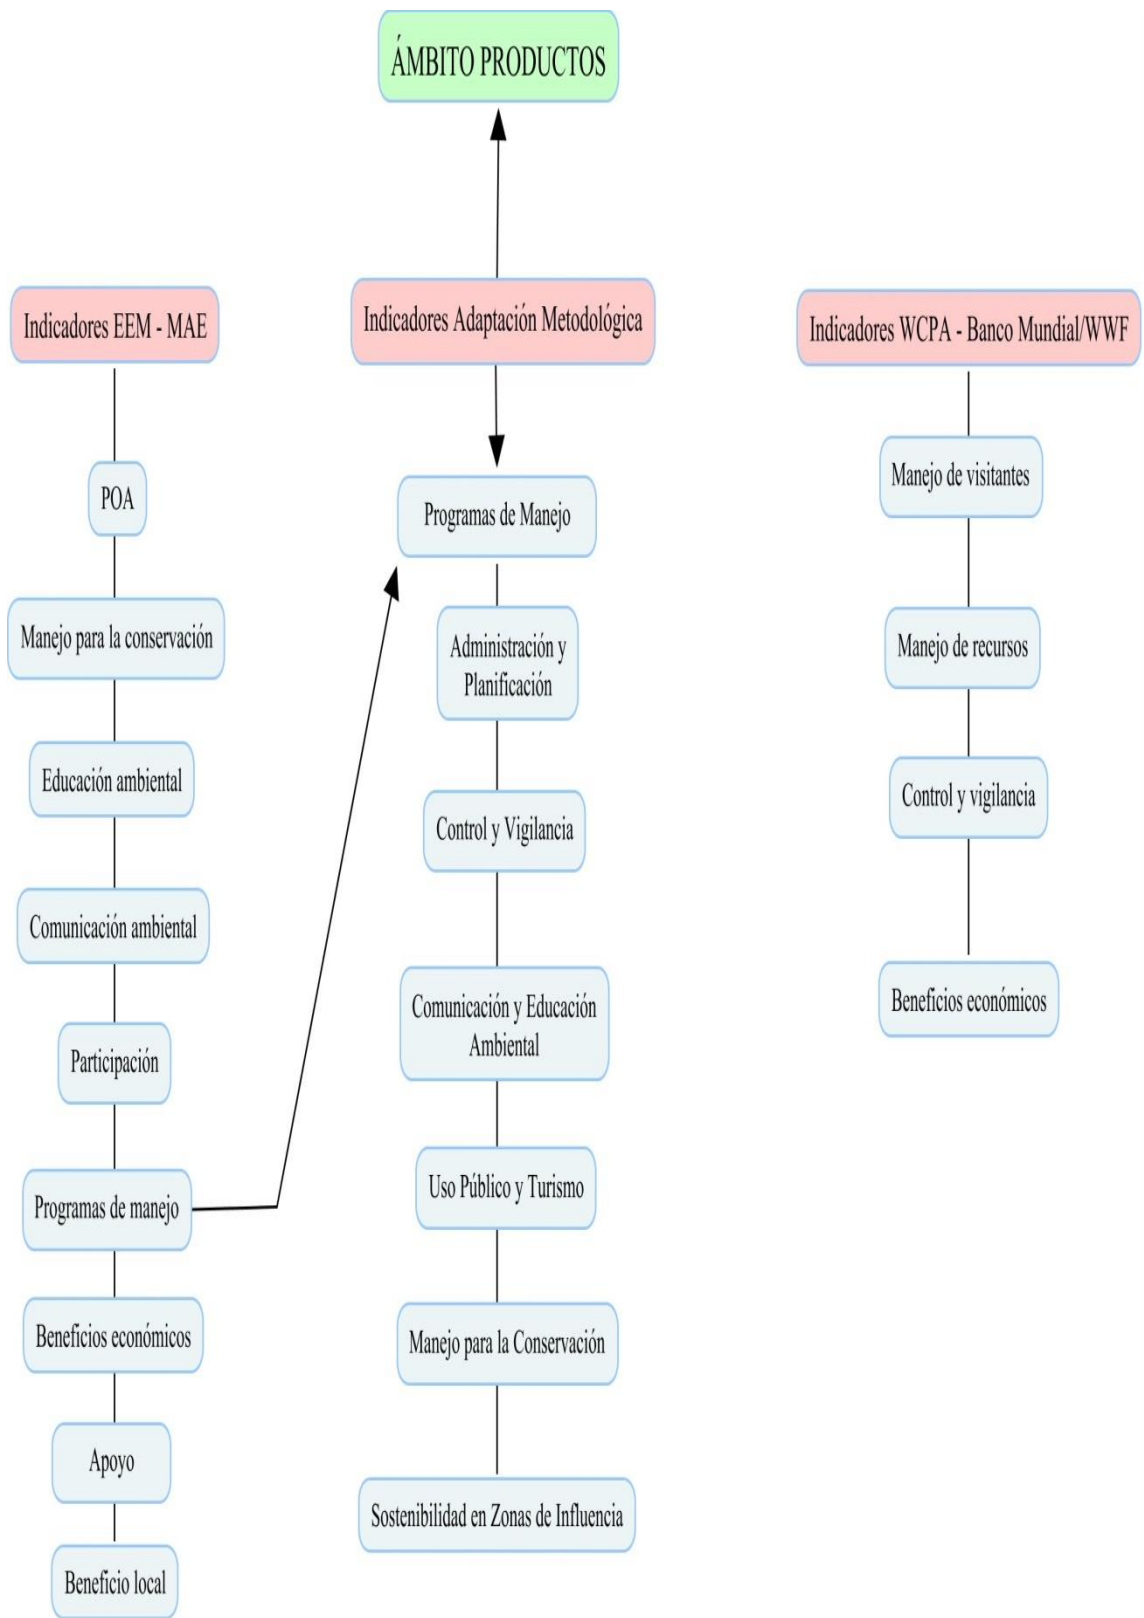 ÁMBITO PRODUCTOS
Indicadores EEM - MAE
POA
Manejo para la conservación
Educación ambiental
Comunicación ambiental
Participación
Programas de manejo
Beneficios económicos
Apoyo
Beneficio local
Indicadores Adaptación Metodológica
Programas de Manejo
Administración y
Planificación
Control y Vigilancia
Comunicación y Educación
Ambiental
Uso Público y Turismo
Manejo para la Conservación
Sostenibilidad en Zonas de Influencia
Indicadores WCPA - Banco Mundial/WWF
Manejo de visitantes
Manejo de recursos
Control y vigilancia
Beneficios económicos